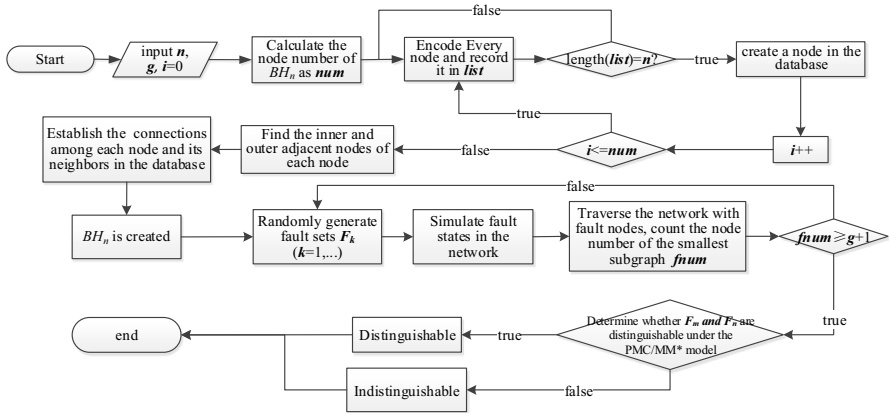 false
Start
input n,
g, i=0
Calculate the
node number of
BHn as num
Encode Every
node and record
it in list
length(list)=n?
true
create a node in the
database
true
Establish the connections
among each node and its
neighbors in the database
Find the inner and
outer adjacent nodes of
each node
false
i<=num
i++
false
BHn is created
Randomly generate
fault sets Fk
(k=1,...)
Simulate fault
states in the
network
Traverse the network with
fault nodes, count the node
number of the smallest
subgraph fnum
fnum≥g+1
true
end
Distinguishable
true
Determine whether Fm and Fn are
distinguishable under the
PMC/MM* model
Indistinguishable
false